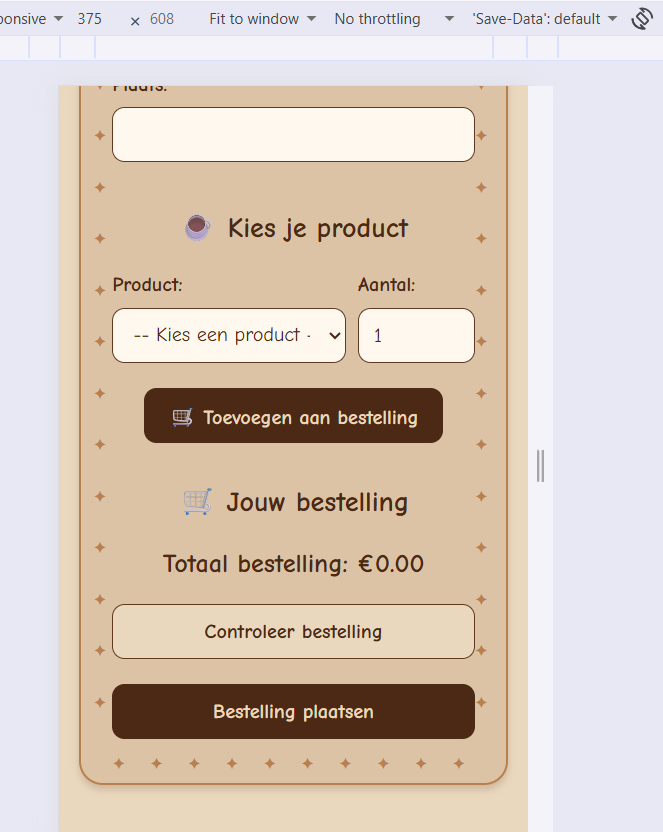 ponsive 375 × 608 Fit to window No throttling 'Save-Data': default
Plaats:
Kies je product
Product: Aantal:
-- Kies een product - 1
Toevoegen aan bestelling
Jouw bestelling
Totaal bestelling: €0.00
Controleer bestelling
Bestelling plaatsen